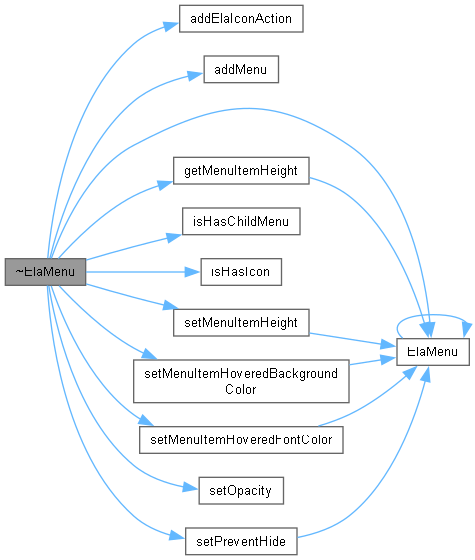 addElaIconAction
addMenu
getMenuItemHeight
isHasChildMenu
~ElaMenu
isHasIcon
setMenuItemHeight
ElaMenu
setMenuItemHoveredBackground
Color
setMenuItemHoveredFontColor
setOpacity
setPreventHide